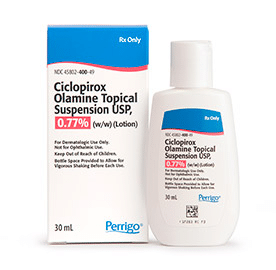 Rx Only
NDC 45802-400-49
Ciclopirox
Olamine Topical
Suspension USP,
0.77% (w/w) (Lotion)
For Dermatologic Use Only.
Not for Ophthalmic Use.
Keep Out of Reach of Children.
Bottle Space Provided to Allow for
Vigorous Shaking Before Each Use.
30 mL
Perrigo®
Rx Only
NDC 45802-400-49
Ciclopirox
Olamine Topical
Suspension USP,
0.77% (w/w) (Lotion)
For Dermatologic Use Only.
Not for Ophthalmic Use.
Keep Out of Reach of Children.
Bottle Space Provided to Allow for
Vigorous Shaking Before Each Use.
30 mL
Perrigo®